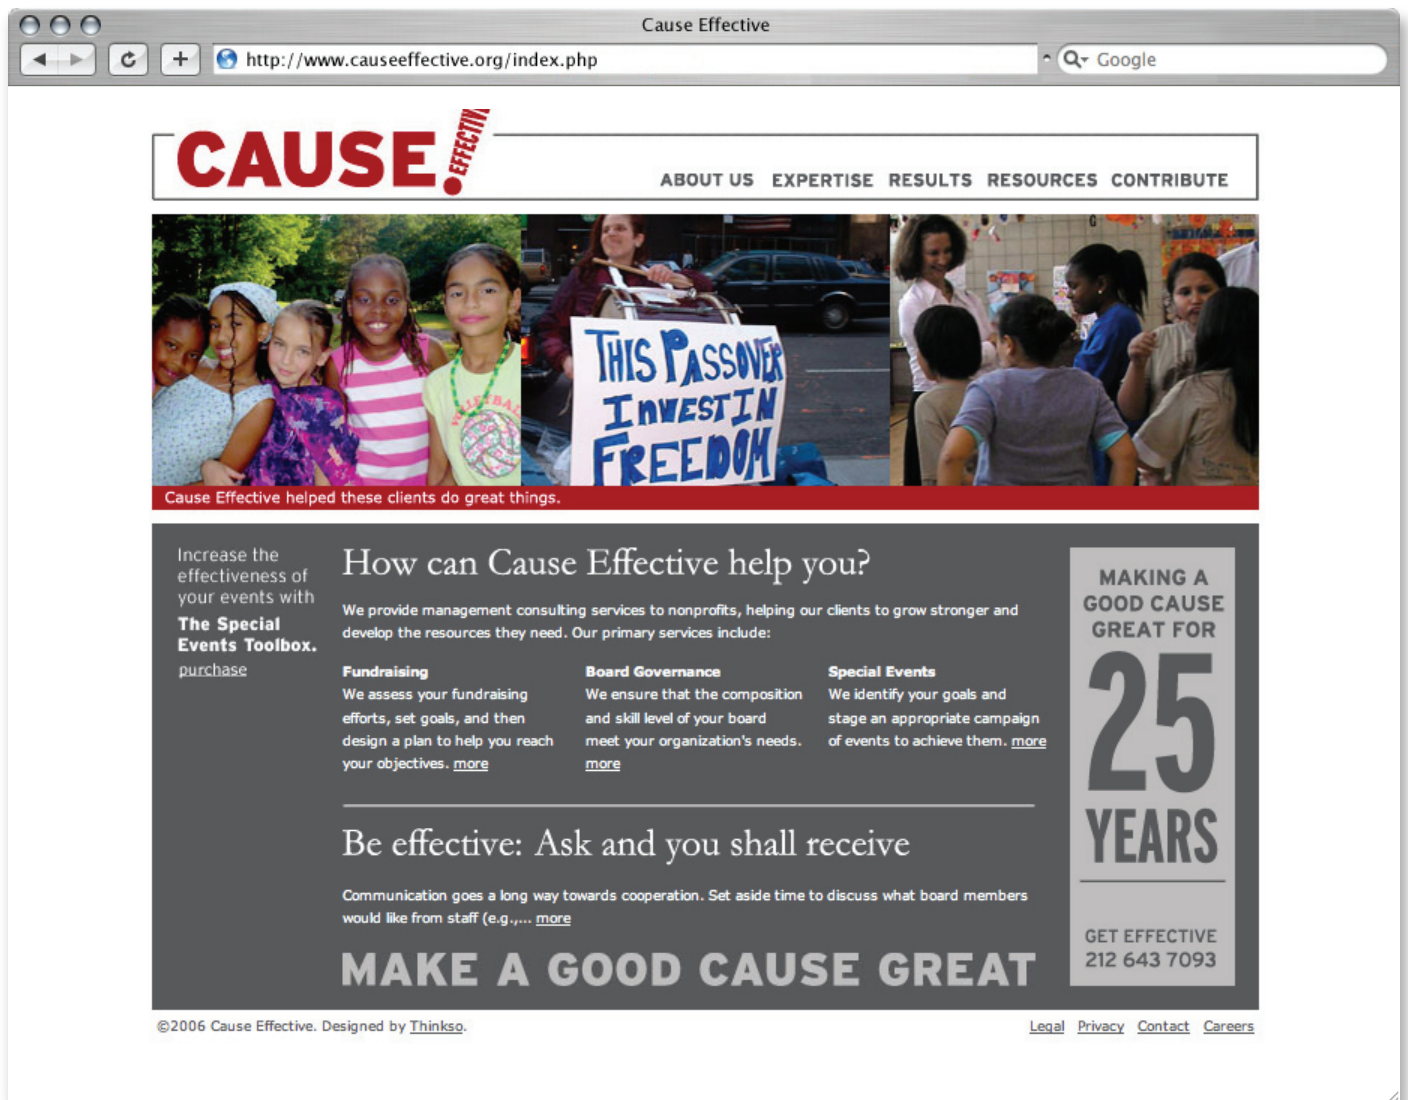 Cause Effective
http://www.causeeffective.org/index.php
Google
CAUSE EFFECTIVE
ABOUT US EXPERTISE RESULTS RESOURCES CONTRIBUTE
THIS PASSOVER
INVEST IN
FREEDOM
VOLLEYBALL
Cause Effective helped these clients do great things.
Increase the
effectiveness of
your events with
The Special
Events Toolbox.
purchase
How can Cause Effective help you?
We provide management consulting services to nonprofits, helping our clients to grow stronger and
develop the resources they need. Our primary services include:
Fundraising
We assess your fundraising
efforts, set goals, and then
design a plan to help you reach
your objectives. more
Board Governance
We ensure that the composition
and skill level of your board
meet your organization's needs.
more
Special Events
We identify your goals and
stage an appropriate campaign
of events to achieve them. more
Be effective: Ask and you shall receive
Communication goes a long way towards cooperation. Set aside time to discuss what board members
would like from staff (e.g.,... more
MAKE A GOOD CAUSE GREAT
MAKING A
GOOD CAUSE
GREAT FOR
25
YEARS
GET EFFECTIVE
212 643 7093
©2006 Cause Effective. Designed by Thinkso.
Legal Privacy Contact Careers